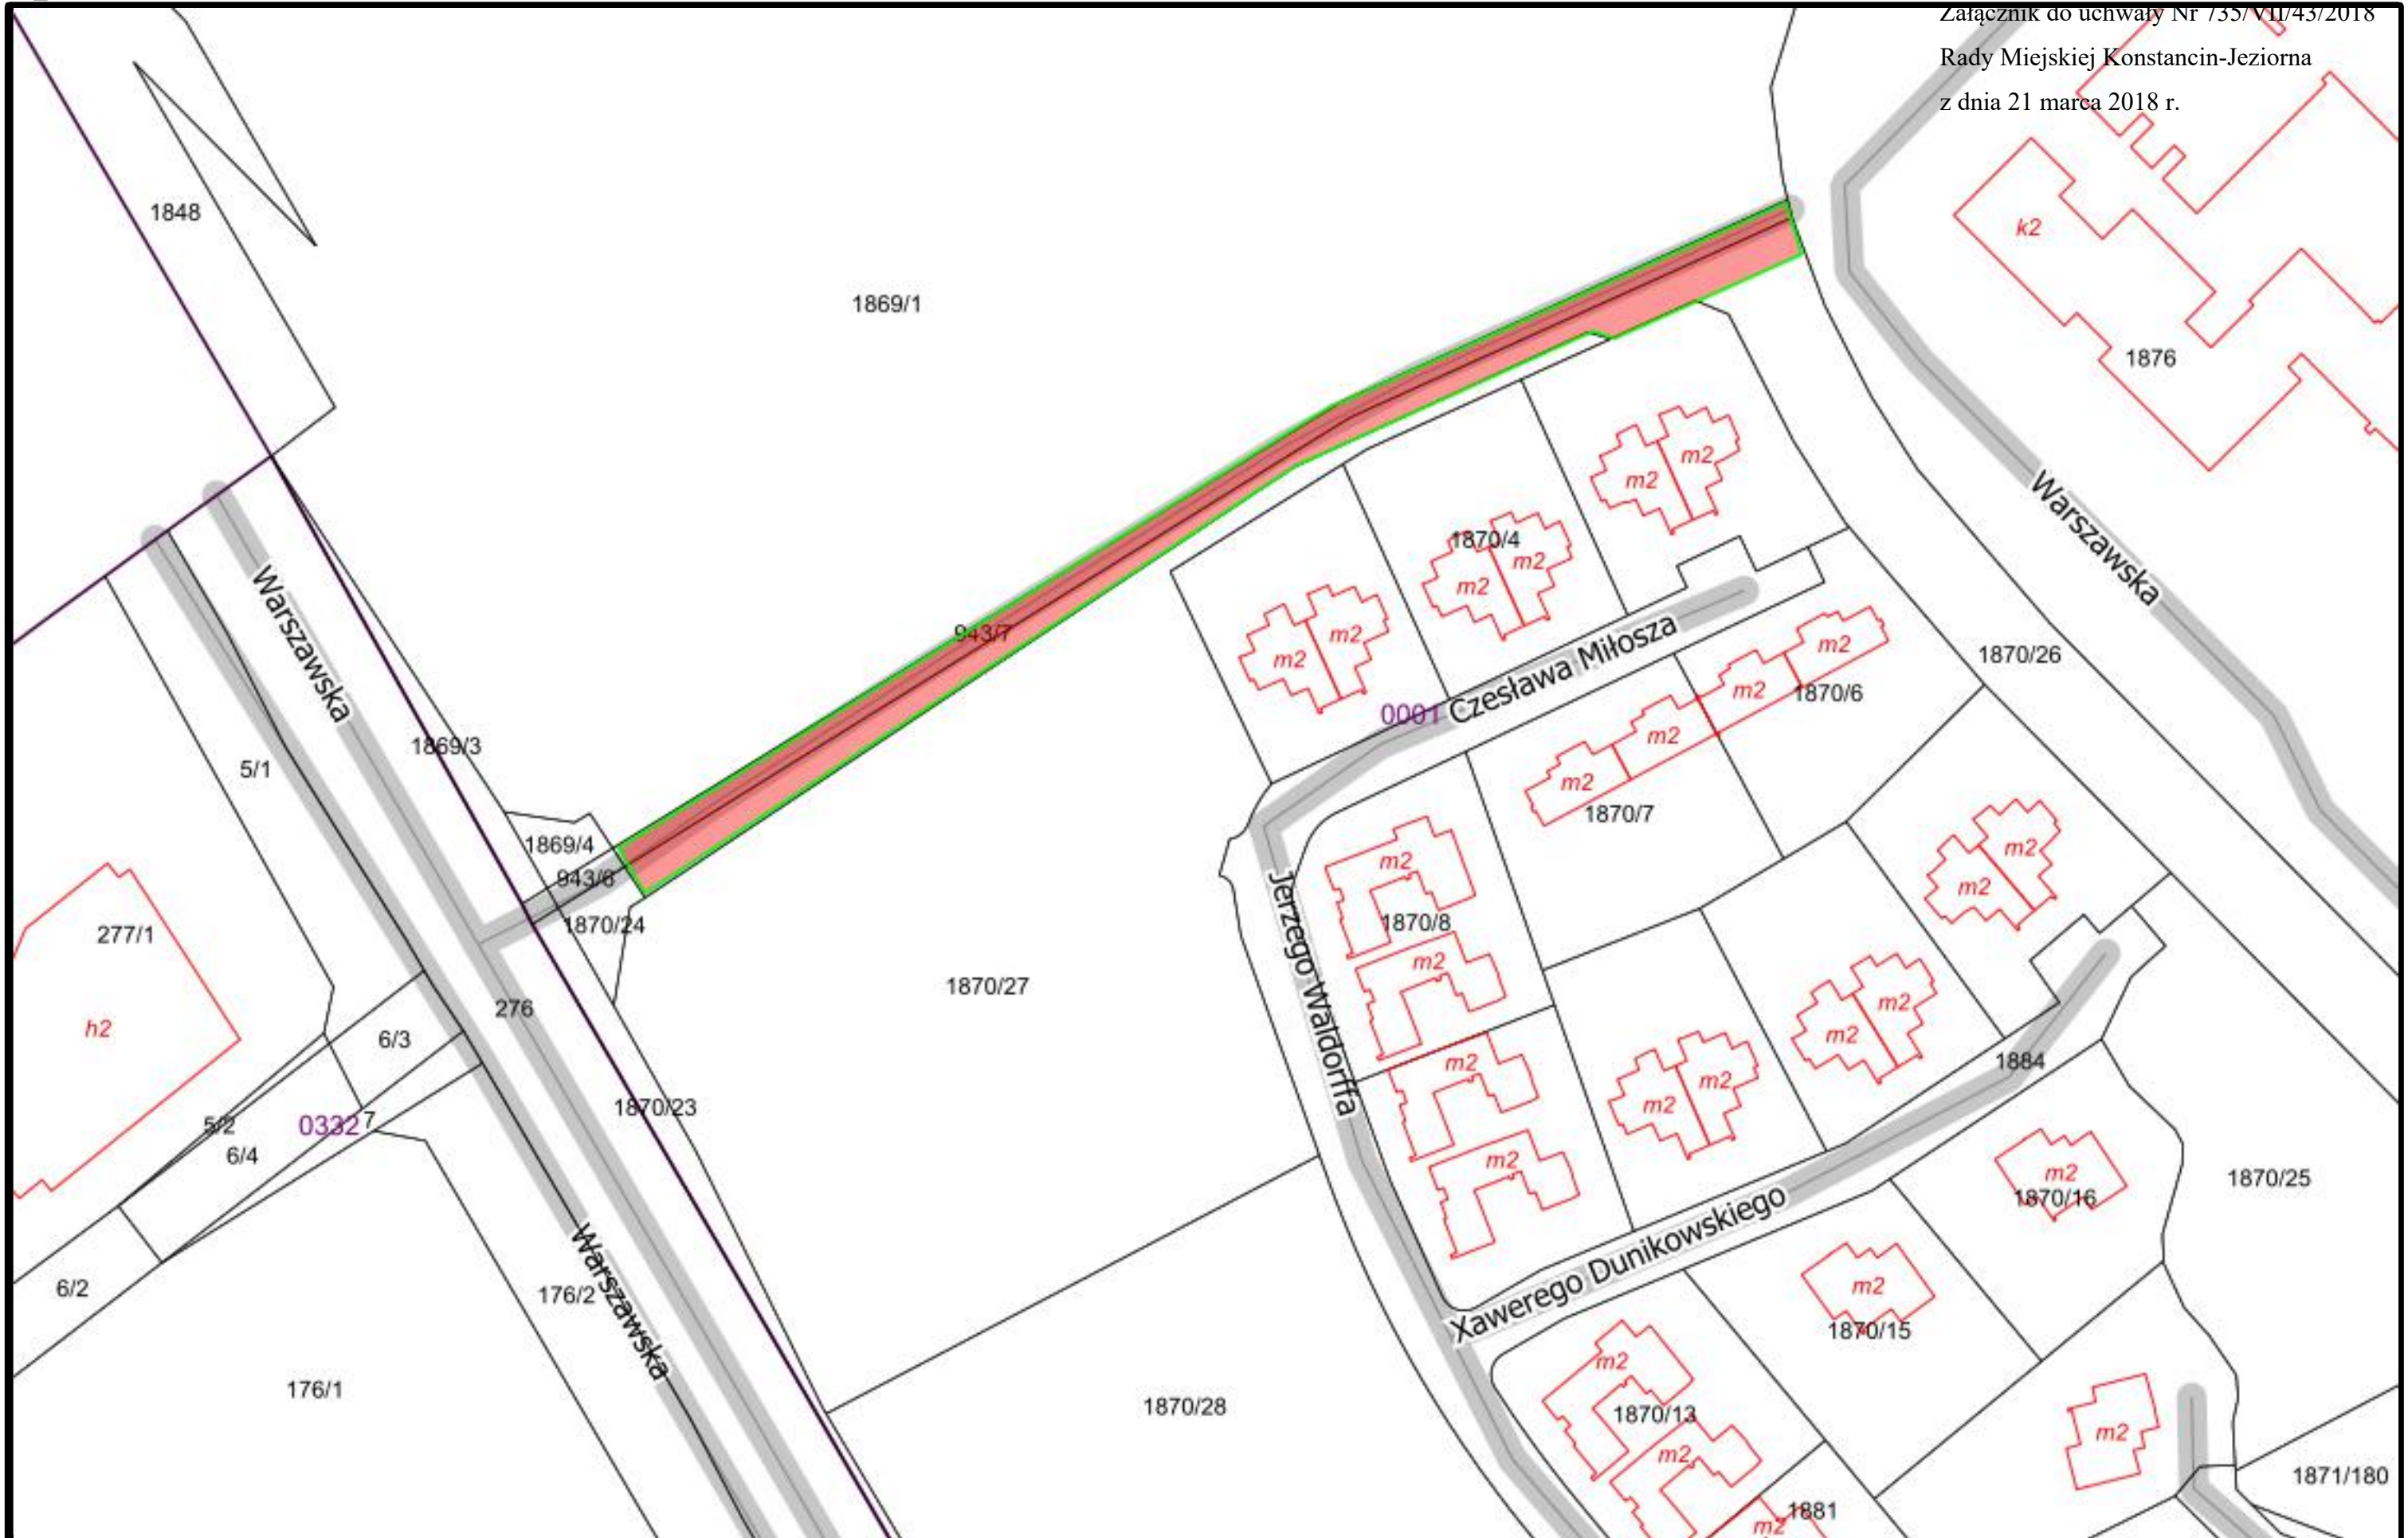 Załącznik do uchwały Nr 735/VII/43/2018
Rady Miejskiej Konstancin-Jeziorna
z dnia 21 marca 2018 r.
1848
k2
1869/1
1876
Warszawska
m2
m2
1870/4
m2
m2
Warszawska
943/7
m2
m2
Czesława Miłosza
m2
1870/26
0001
m2
1870/6
m2
1869/3
5/1
m2
1870/7
1869/4
m2
m2
943/6
m2
1870/24
1870/8
277/1
m2
Jerzego Waldorffa
1870/27
276
m2
h2
m2
6/3
m2
1884
m2
m2
1870/23
5/2
0332
7
6/4
m2
m2
1870/16
1870/25
Xawerego Dunikowskiego
6/2
176/2
Warszawska
m2
1870/15
m2
176/1
1870/28
1870/13
m2
m2
1871/180
1881
m2